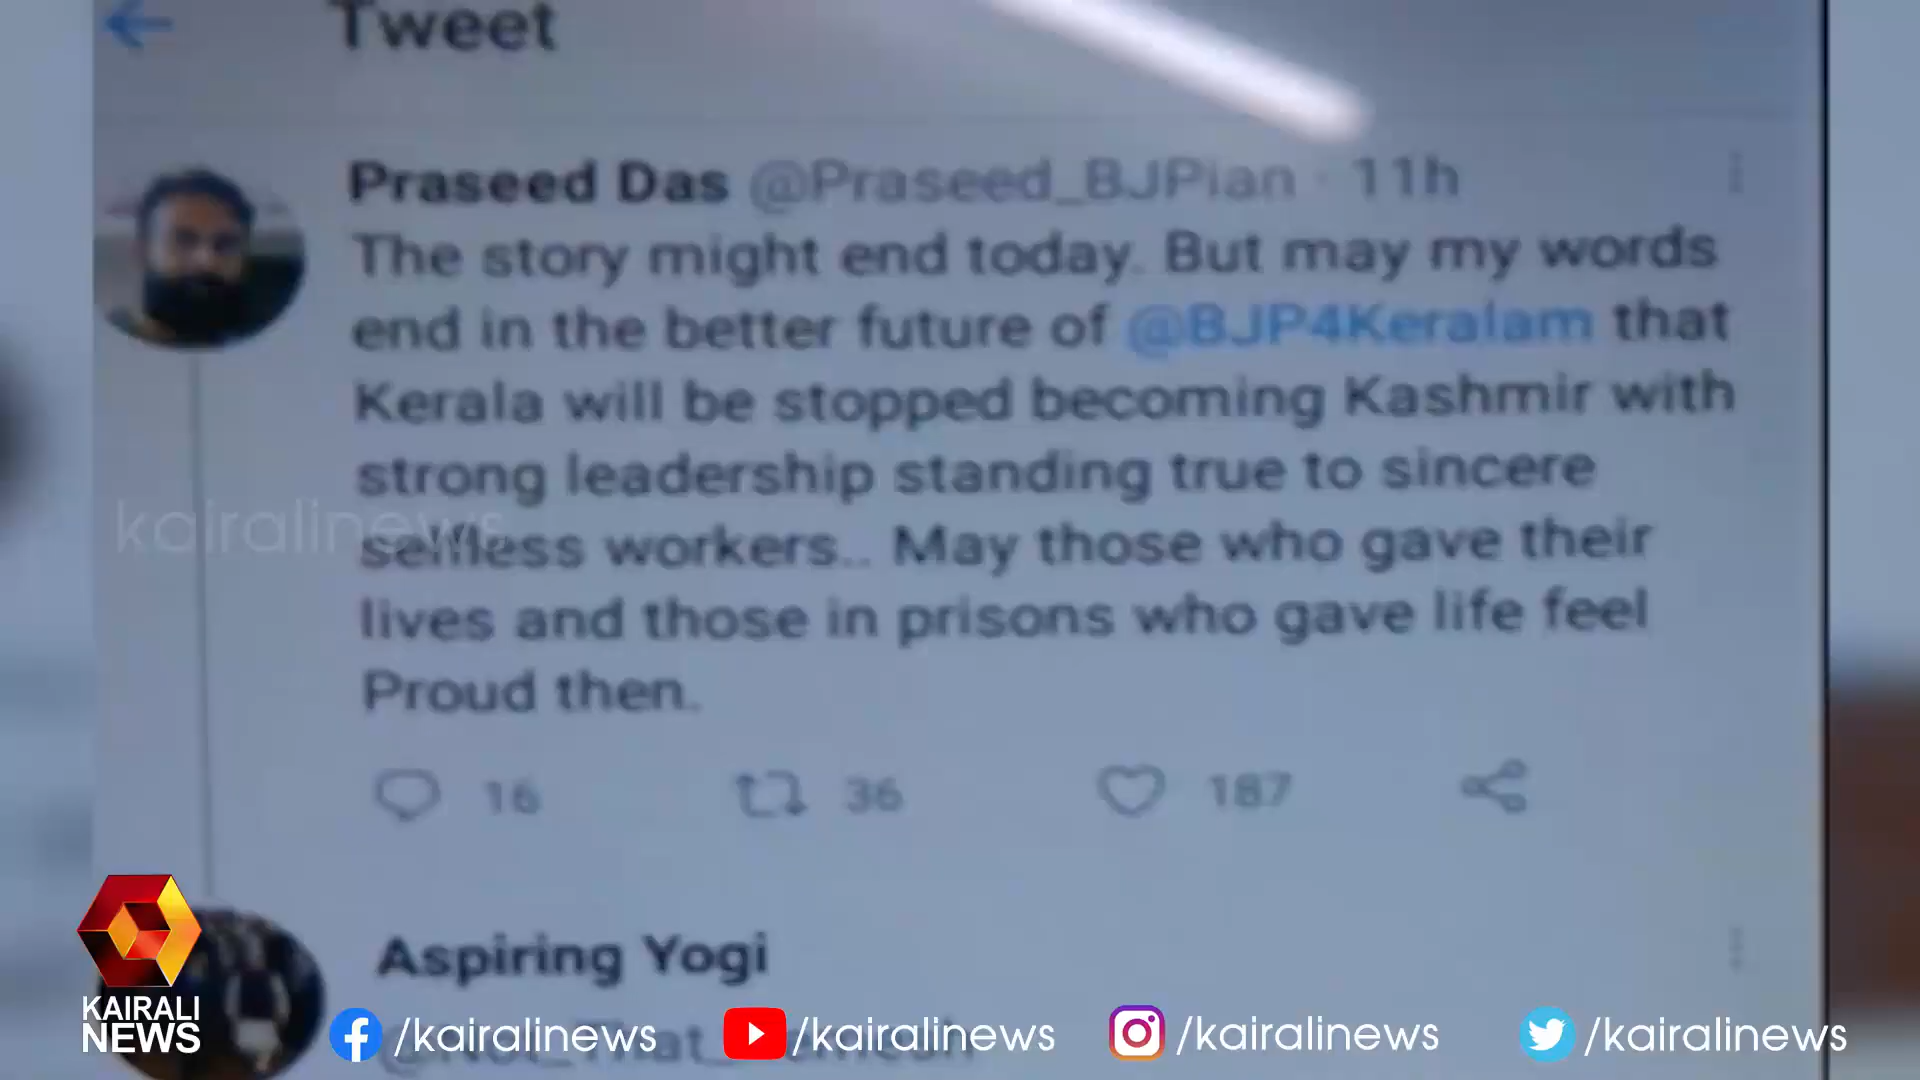 Tweet
Praseed Das @Praseed_BJPian · 11h
The story might end today. But may my words
end in the better future of @BJP4Keralam that
Kerala will be stopped becoming Kashmir with
strong leadership standing true to sincere
selfless workers.. May those who gave their
lives and those in prisons who gave life feel
Proud then.
16 36 187
kairalinews
Aspiring Yogi
KAIRALI
NEWS
/kairalinews /kairalinews /kairalinews /kairalinews